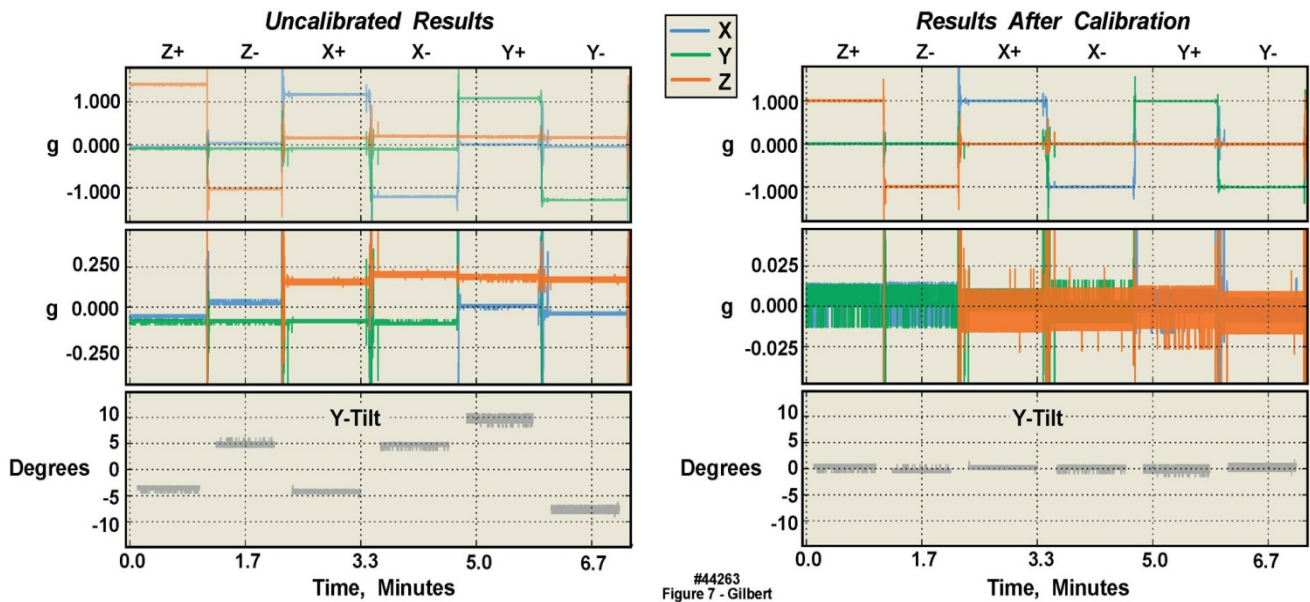 Uncalibrated Results
Z+ Z- X+ X- Y+ Y-
1.000
g 0.000
-1.000
0.250
g 0.000
-0.250
Y-Tilt
10
5
Degrees 0
-5
-10
0.0 1.7 3.3 5.0 6.7
Time, Minutes
X
Y
Z
Results After Calibration
Z+ Z- X+ X- Y+ Y-
1.000
g 0.000
-1.000
0.025
g 0.000
-0.025
Y-Tilt
10
5
Degrees 0
-5
-10
0.0 1.7 3.3 5.0 6.7
Time, Minutes
#44263
Figure 7 - Gilbert